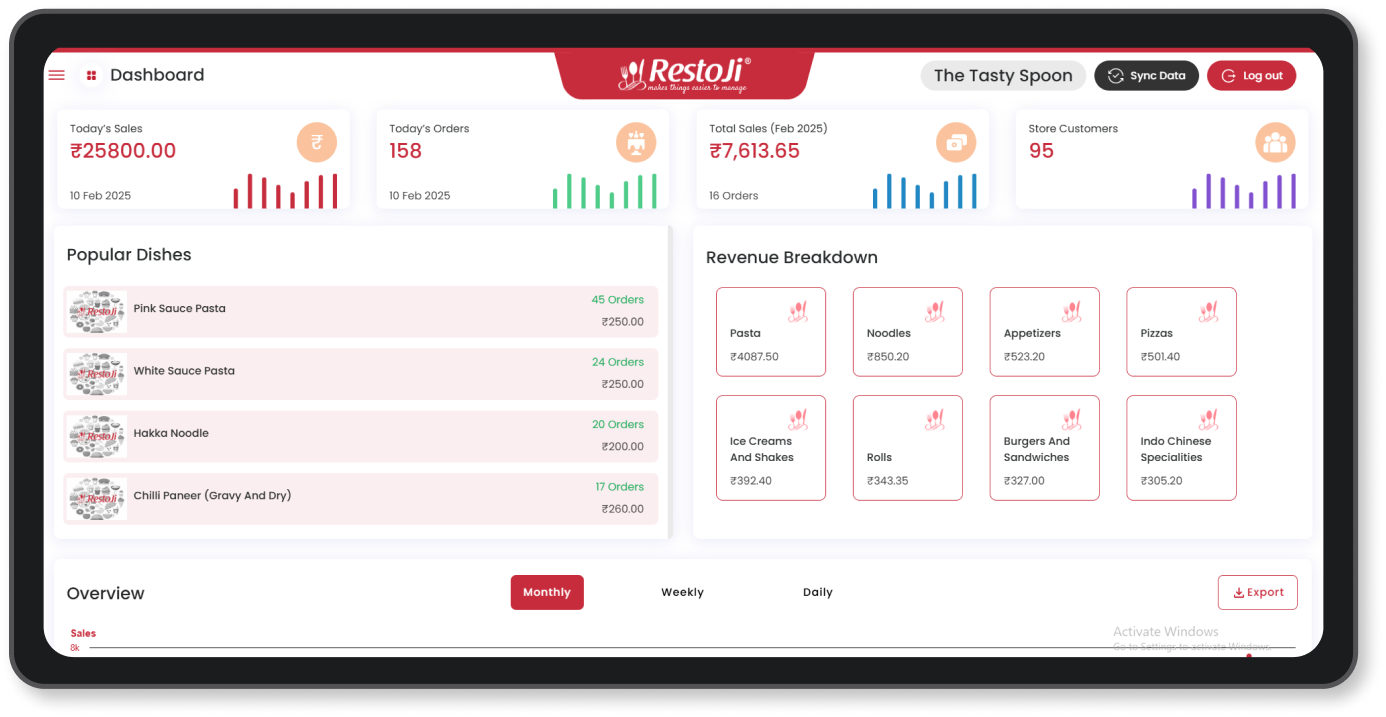 Dashboard
RestoJi®
makes things easier to manage
The Tasty Spoon
Sync Data
Log out
Today's Sales
₹25800.00
10 Feb 2025
Today's Orders
158
10 Feb 2025
Total Sales (Feb 2025)
₹7,613.65
16 Orders
Store Customers
95
Popular Dishes
RestoJi
Pink Sauce Pasta
45 Orders
₹250.00
RestoJi
White Sauce Pasta
24 Orders
₹250.00
RestoJi
Hakka Noodle
20 Orders
₹200.00
RestoJi
Chilli Paneer (Gravy And Dry)
17 Orders
₹260.00
Revenue Breakdown
Pasta
₹4087.50
Noodles
₹850.20
Appetizers
₹523.20
Pizzas
₹501.40
Ice Creams
And Shakes
₹392.40
Rolls
₹343.35
Burgers And
Sandwiches
₹327.00
Indo Chinese
Specialities
₹305.20
Overview
Monthly
Weekly
Daily
Export
Sales
8k
Activate Windows
Go to Settings to activate Windows.